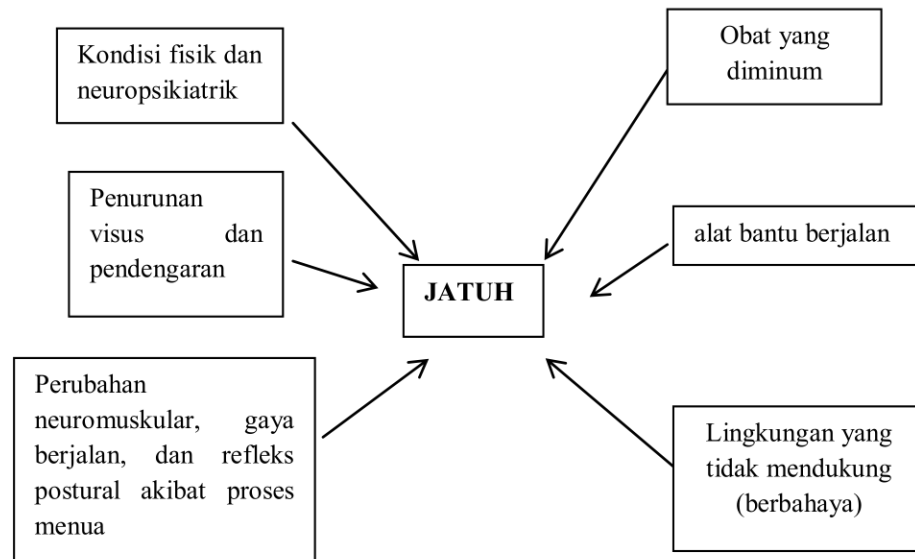 Kondisi fisik dan
neuropsikiatrik
Obat yang
diminum
Penurunan
visus dan
pendengaran
alat bantu berjalan
JATUH
Perubahan
neuromuskular, gaya
berjalan, dan refleks
postural akibat proses
menua
Lingkungan yang
tidak mendukung
(berbahaya)